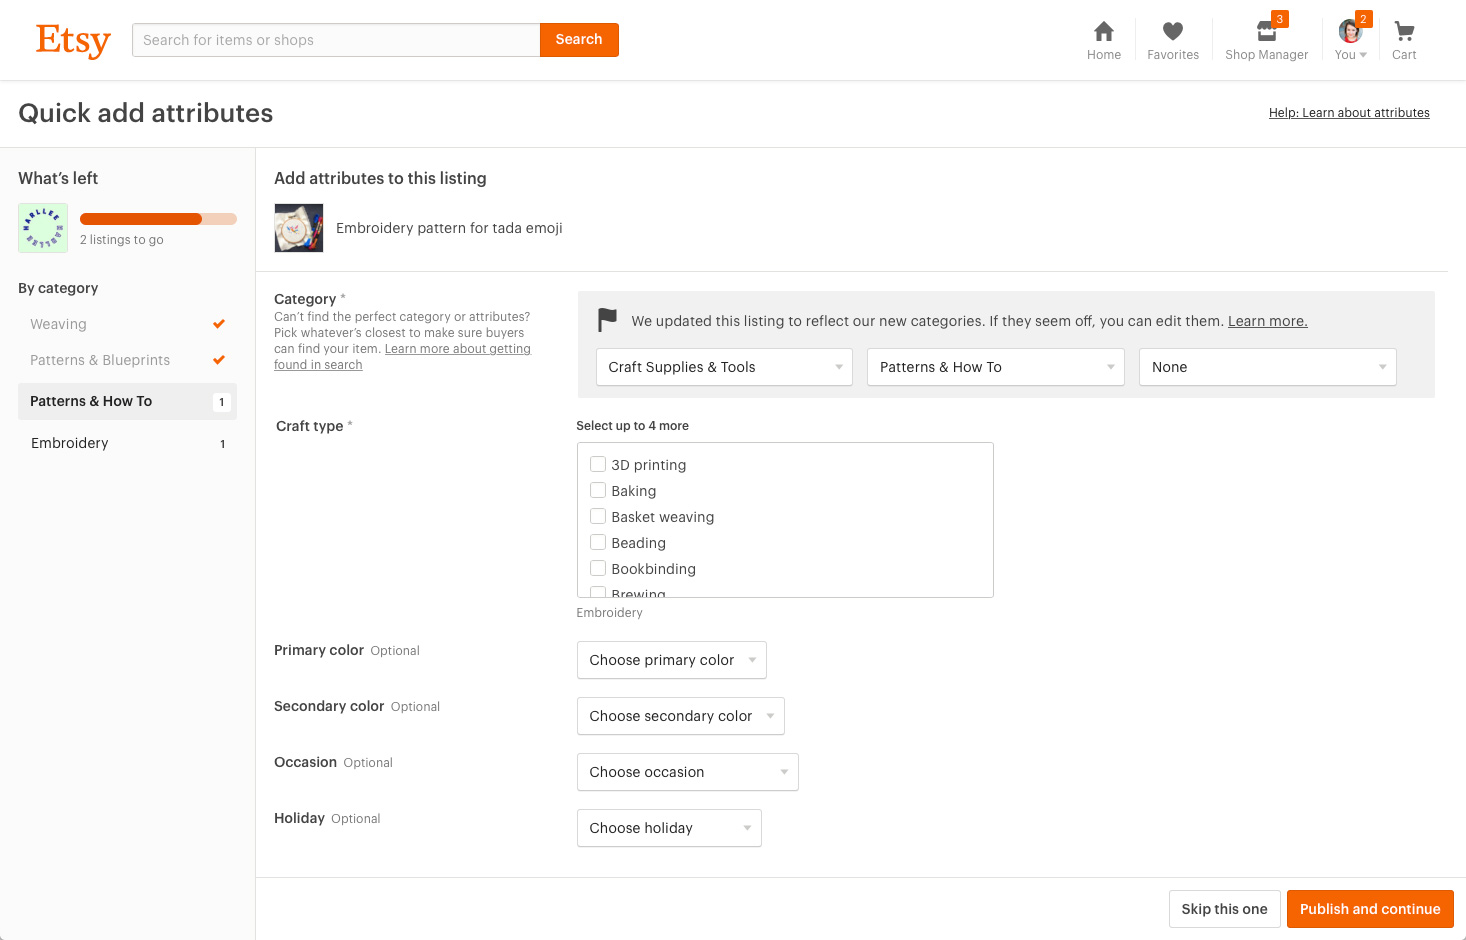 Etsy
Search for items or shops
Search
Home
Favorites
3
Shop Manager
2
You
Cart
Quick add attributes
Help: Learn about attributes
What's left
HARLLEE
HARLLEE
2 listings to go
By category
Weaving
Patterns & Blueprints
Patterns & How To 1
Embroidery 1
Add attributes to this listing
Embroidery pattern for tada emoji
Category *
Can't find the perfect category or attributes?
Pick whatever's closest to make sure buyers
can find your item. Learn more about getting
found in search
We updated this listing to reflect our new categories. If they seem off, you can edit them. Learn more.
Craft Supplies & Tools
Patterns & How To
None
Craft type *
Select up to 4 more
3D printing
Baking
Basket weaving
Beading
Bookbinding
Brewing
Embroidery
Primary color Optional
Choose primary color
Secondary color Optional
Choose secondary color
Occasion Optional
Choose occasion
Holiday Optional
Choose holiday
Skip this one
Publish and continue